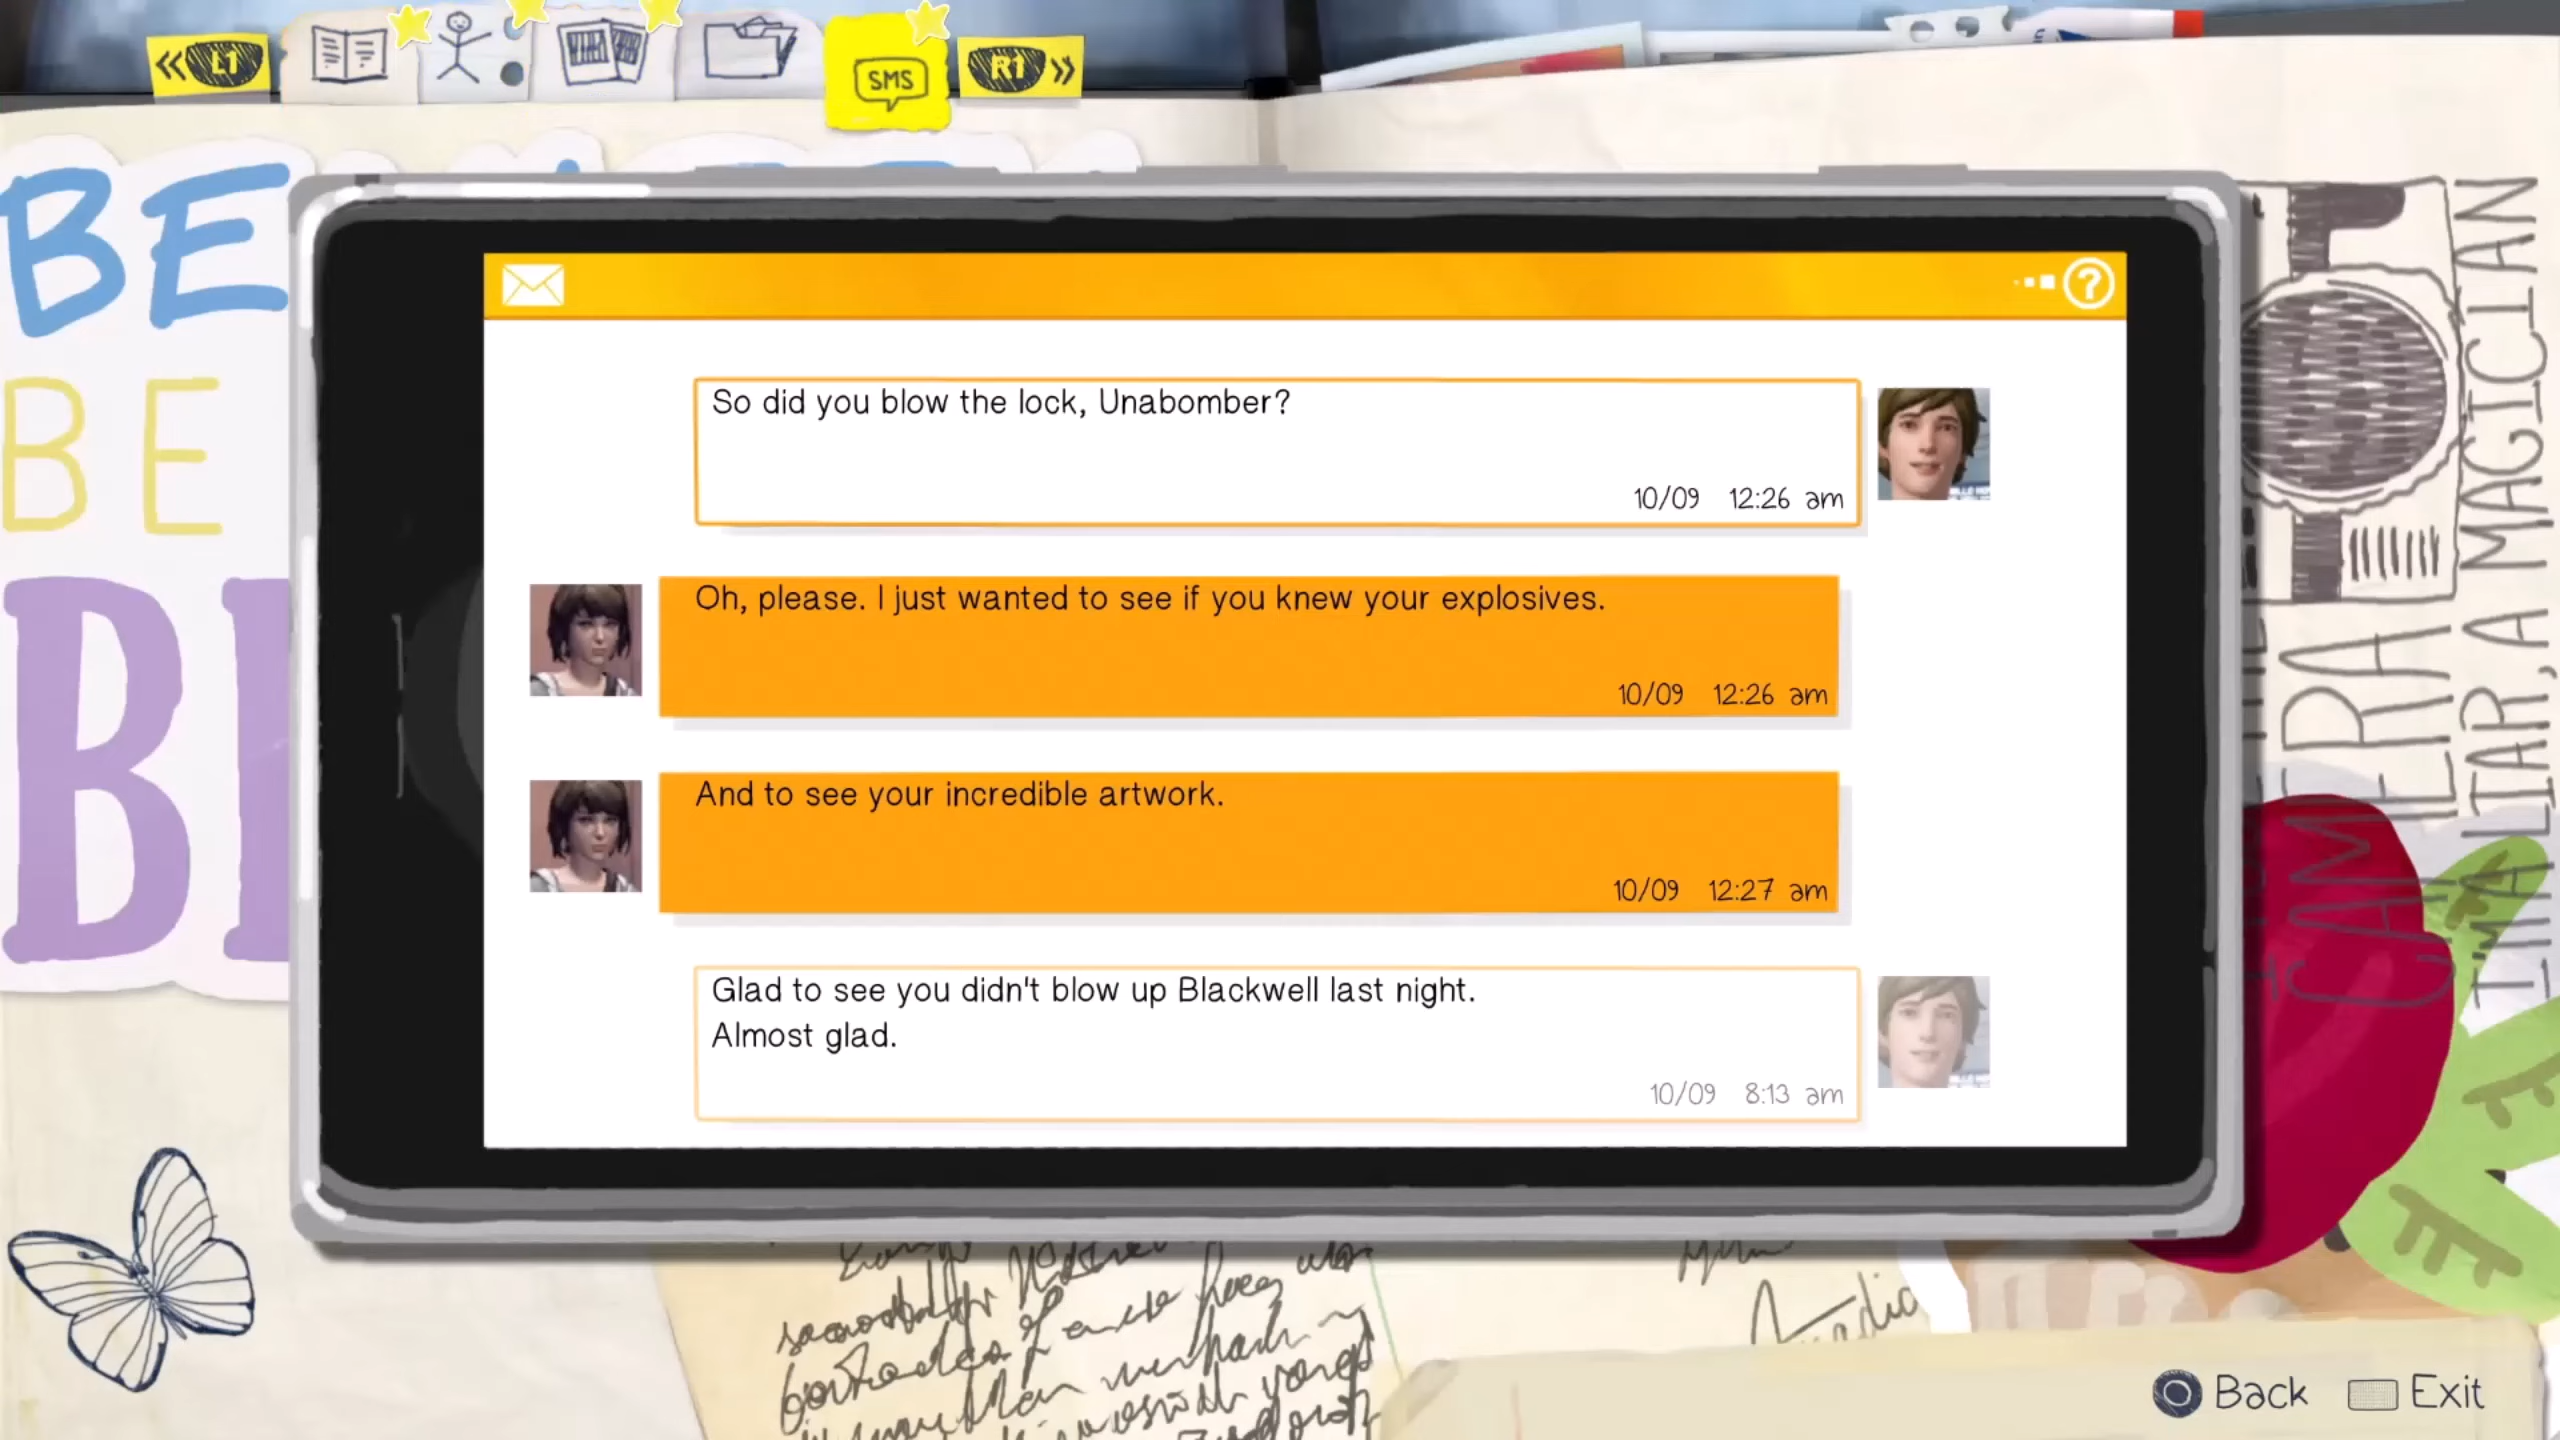 L1
SMS
R1
BE
BE
So did you blow the lock, Unabomber?
10/09 12:26 am
Oh, please. I just wanted to see if you knew your explosives.
10/09 12:26 am
And to see your incredible artwork.
10/09 12:27 am
Glad to see you didn't blow up Blackwell last night.
Almost glad.
10/09 8:13 am
CAMERA
I'M A LIAR, A MAGICIAN
Back
Exit